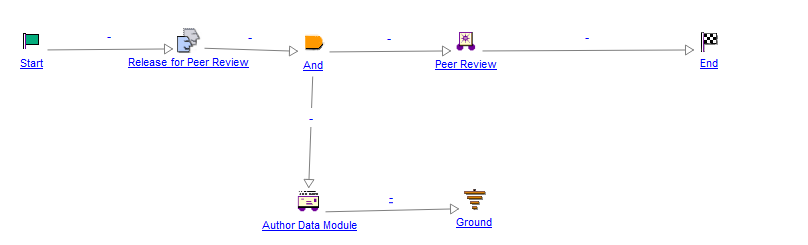 Start
Release for Peer Review
And
Peer Review
End
Author Data Module
Ground